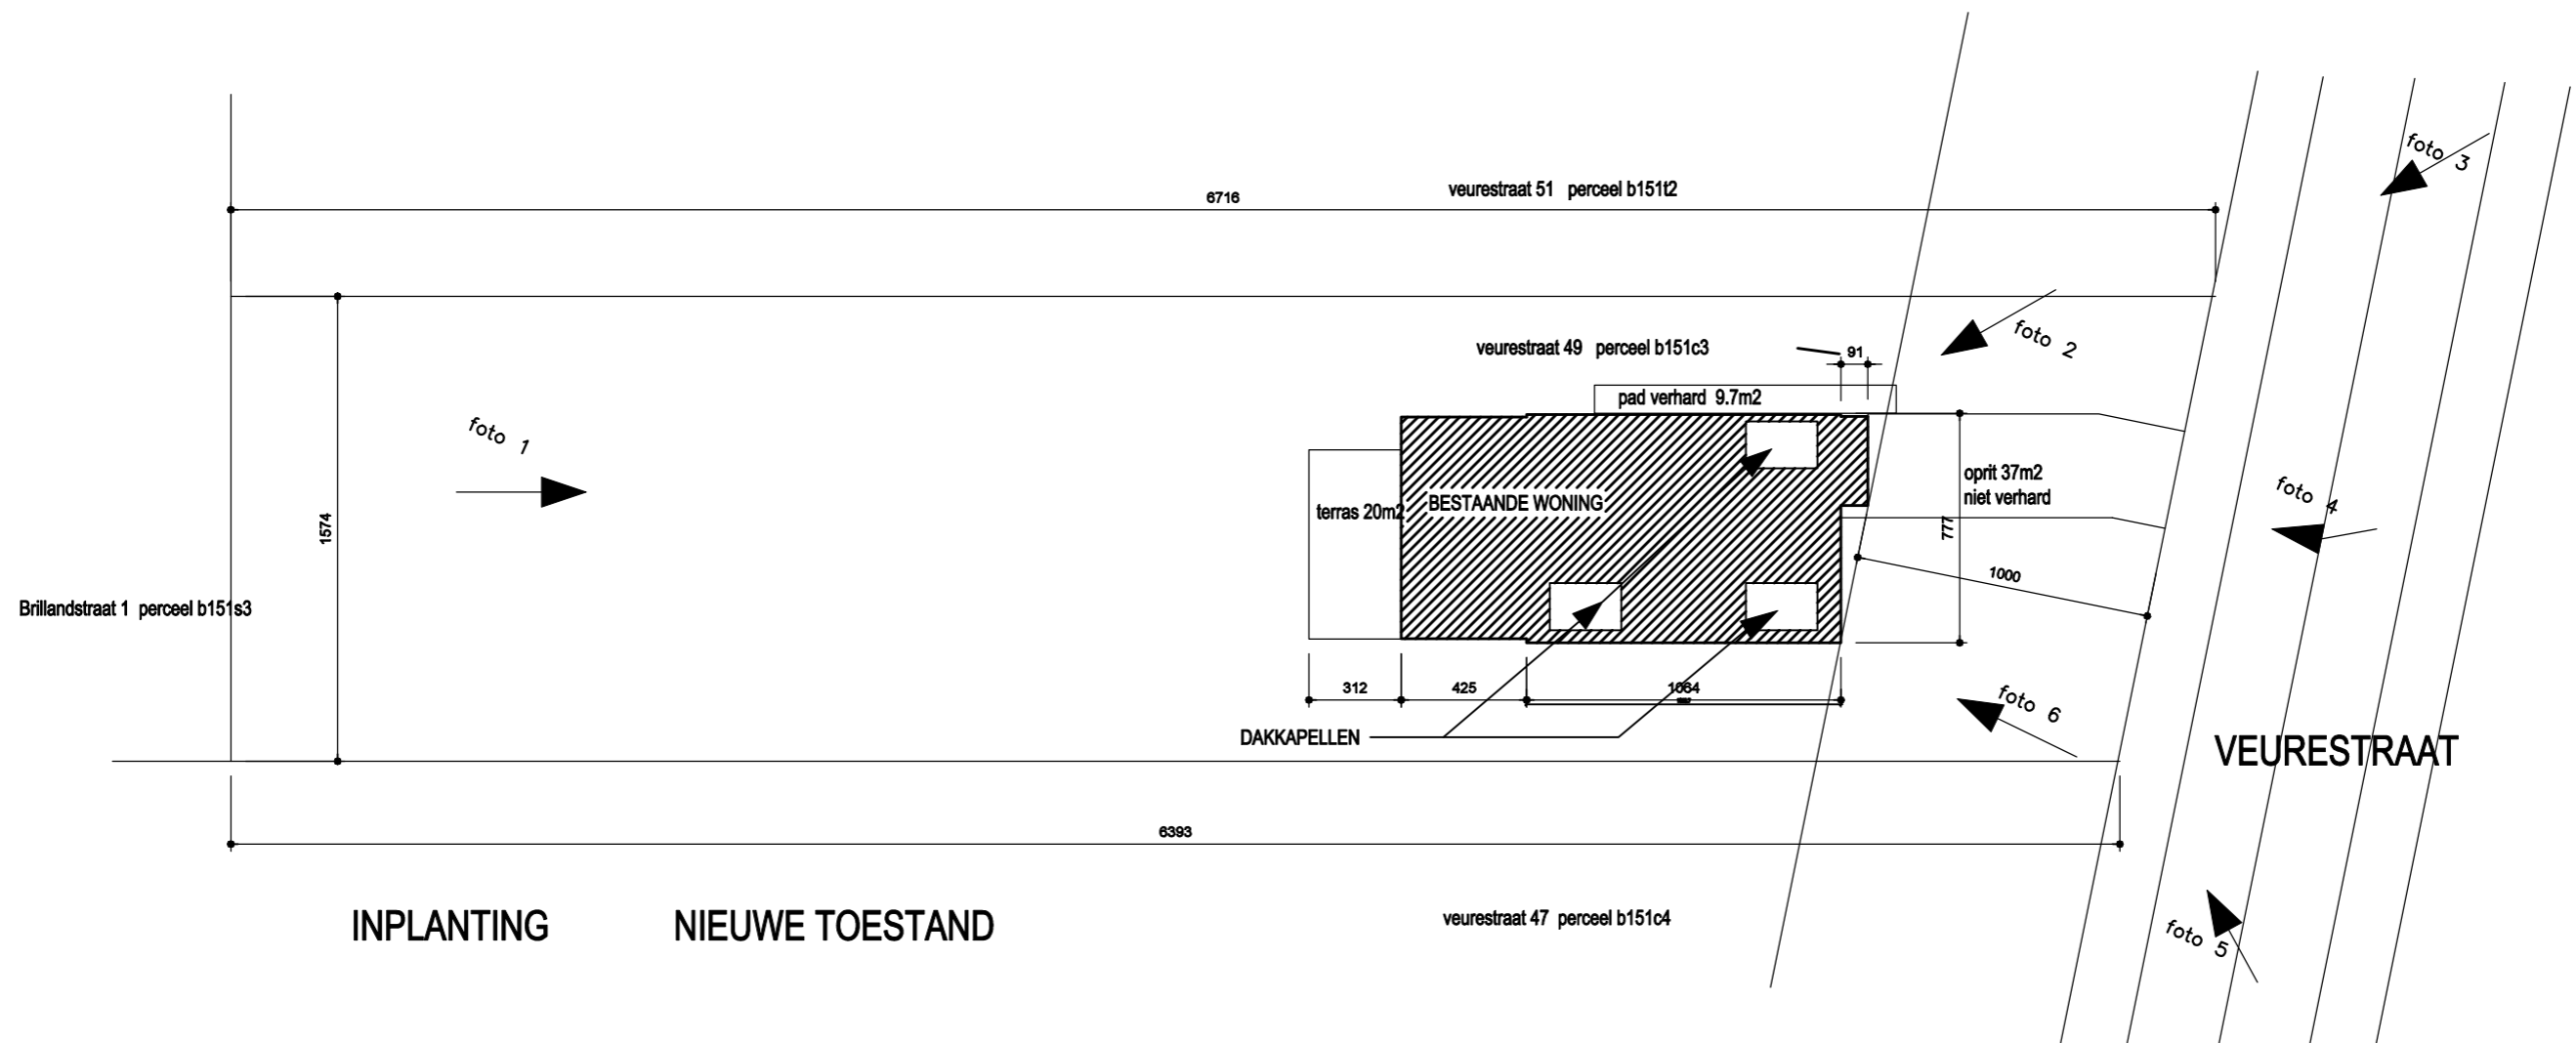 foto 3
veurestraat 51 perceel b151t2
6716
foto 2
veurestraat 49 perceel b151c3
91
pad verhard 9.7m2
foto 1
oprit 37m2
niet verhard
foto 4
BESTAANDE WONING
terras 20m2
1574
777
1000
Brillandstraat 1 perceel b151s3
312
425
1064
foto 6
DAKKAPELLEN
VEURESTRAAT
6393
INPLANTING
NIEUWE TOESTAND
veurestraat 47 perceel b151c4
foto 5